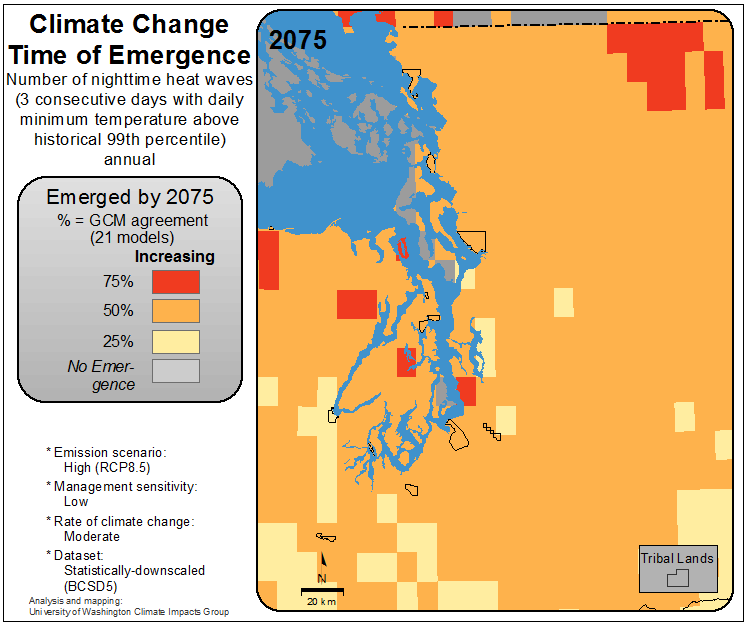 Climate Change
Time of Emergence
Number of nighttime heat waves
(3 consecutive days with daily
minimum temperature above
historical 99th percentile)
annual
Emerged by 2075
% = GCM agreement
(21 models)
Increasing
75%
50%
25%
No Emer-
gence
* Emission scenario:
High (RCP8.5)
* Management sensitivity:
Low
* Rate of climate change:
Moderate
* Dataset:
Statistically-downscaled
(BCSD5)
Analysis and mapping:
University of Washington Climate Impacts Group
2075
N
20 km
Tribal Lands